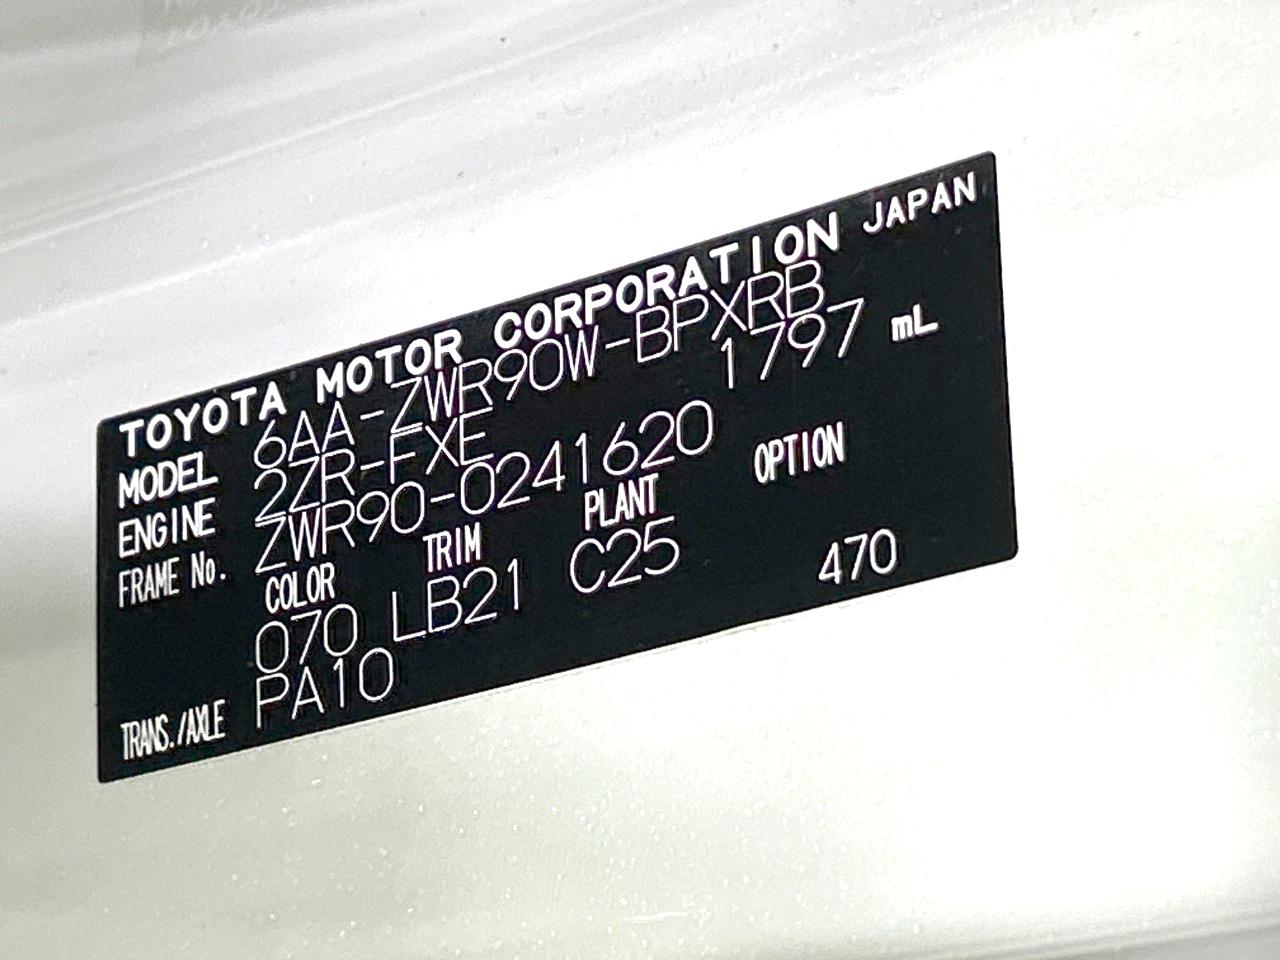 TOYOTA MOTOR CORPORATION JAPAN
MODEL 6AA-ZWR90W-BPXRB
ENGINE 2ZR-FXE 1797 mL
FRAME No. ZWR90-0241620
COLOR TRIM PLANT OPTION
070 LB21 C25 470
TRANS./AXLE PA10